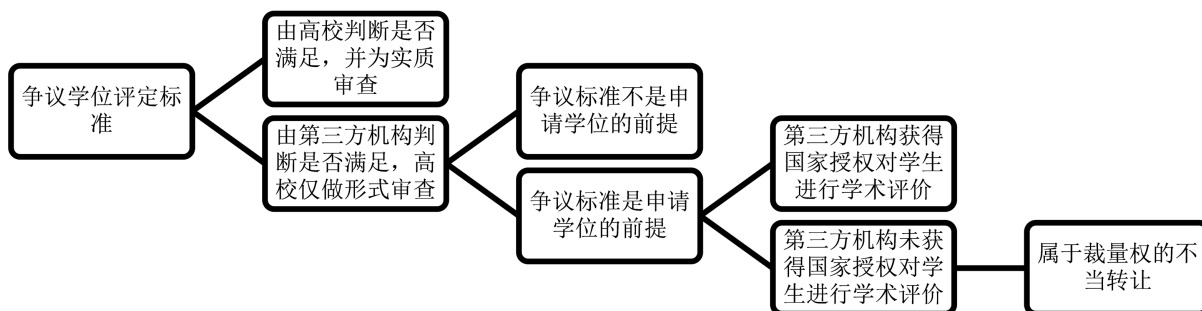 争议学位评定标
准
由高校判断是否
满足，并为实质
审查
由第三方机构判
断是否满足，高
校仅做形式审查
争议标准不是申
请学位的前提
争议标准是申请
学位的前提
第三方机构获得
国家授权对学生
进行学术评价
第三方机构未获
得国家授权对学
生进行学术评价
属于裁量权的不
当转让